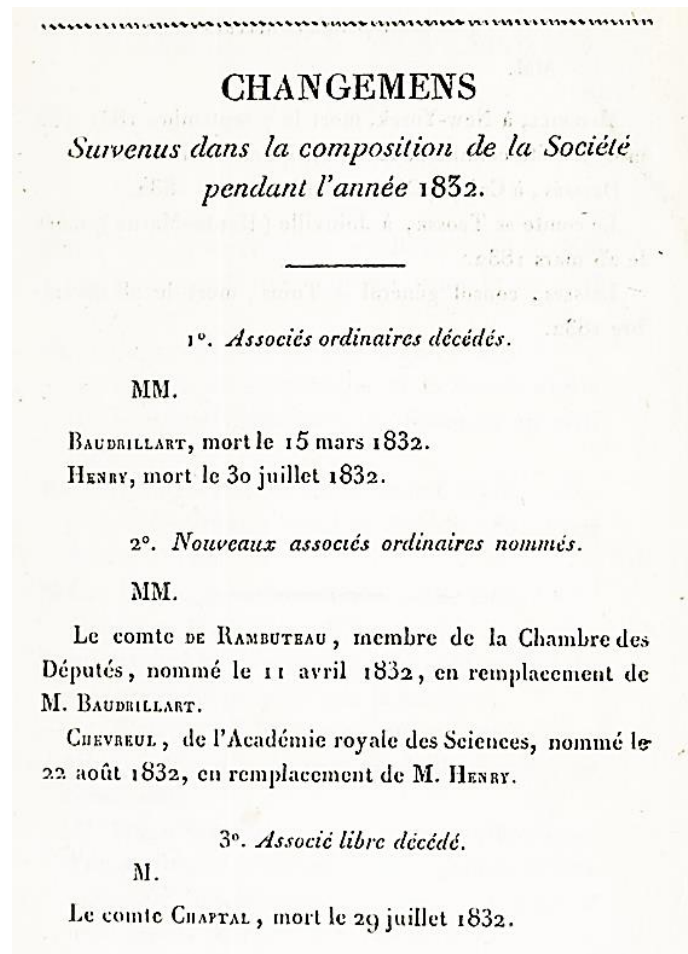 CHANGEMENS
Survenus dans la composition de la Société
pendant l'année 1832.
1°. Associés ordinaires décédés.
MM.
BAUDRILLART, mort le 15 mars 1832.
HENRY, mort le 30 juillet 1832.
2°. Nouveaux associés ordinaires nommés.
MM.
Le comte DE RAMBUTEAU, membre de la Chambre des
Députés, nommé le 11 avril 1832, en remplacement de
M. BAUDRILLART.
CHEVREUL, de l'Académie royale des Sciences, nommé le
22 août 1832, en remplacement de M. HENRY.
3°. Associé libre décédé.
M.
Le comte CHAPTAL, mort le 29 juillet 1832.